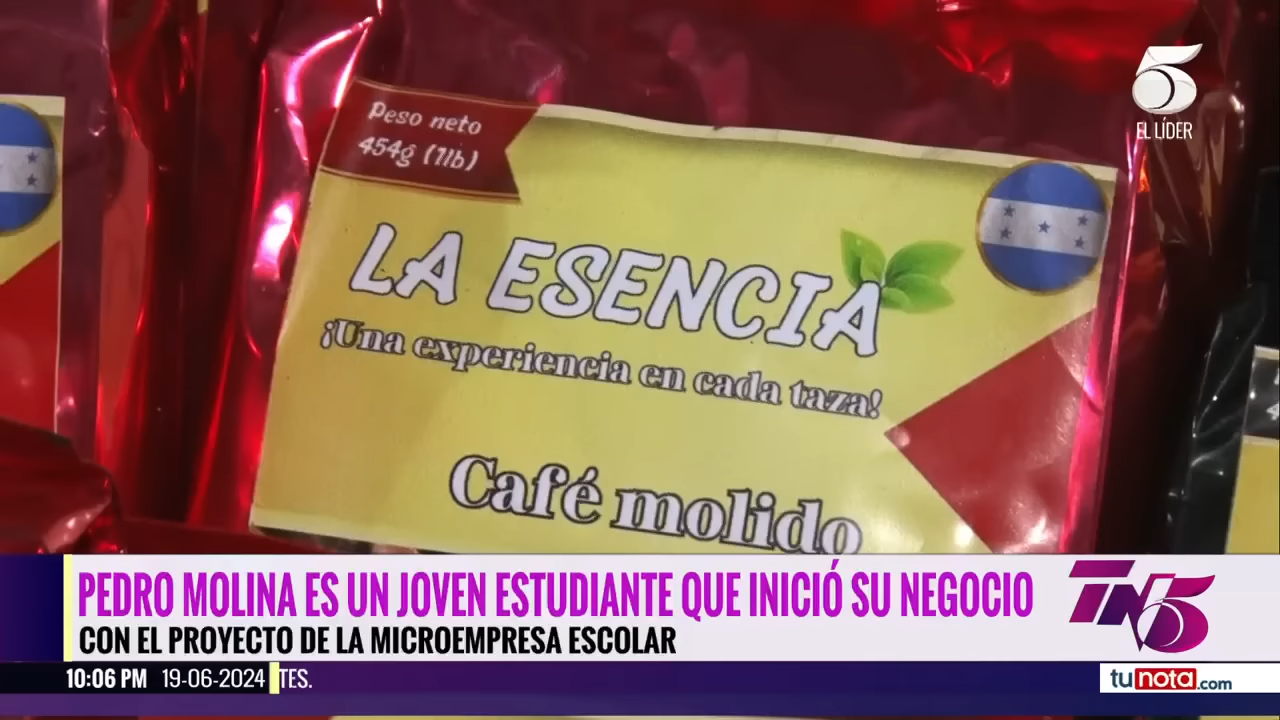 5
EL LÍDER
Peso neto
454g (1lb)
LA ESENCIA
¡Una experiencia en cada taza!
Café molido
PEDRO MOLINA ES UN JOVEN ESTUDIANTE QUE INICIÓ SU NEGOCIO
CON EL PROYECTO DE LA MICROEMPRESA ESCOLAR
TN5
10:06 PM 19-06-2024 TES.
tunota.com